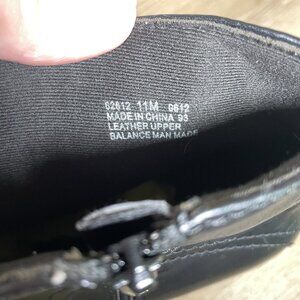 62612 11M 0612
MADE IN CHINA 93
LEATHER UPPER
BALANCE MAN MADE